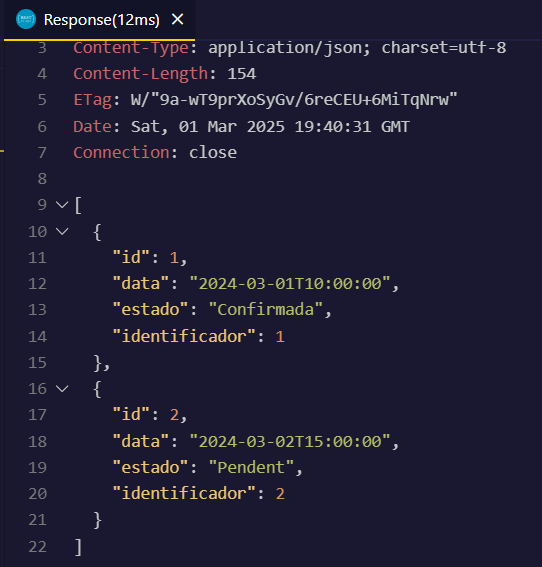 Response(12ms) ×
3 Content-Type: application/json; charset=utf-8
4 Content-Length: 154
5 ETag: W/"9a-wT9prXoSyGv/6reCEU+6MiTqNrw"
6 Date: Sat, 01 Mar 2025 19:40:31 GMT
7 Connection: close
8
9 [
10 {
11 "id": 1,
12 "data": "2024-03-01T10:00:00",
13 "estado": "Confirmada",
14 "identificador": 1
15 },
16 {
17 "id": 2,
18 "data": "2024-03-02T15:00:00",
19 "estado": "Pendent",
20 "identificador": 2
21 }
22 ]